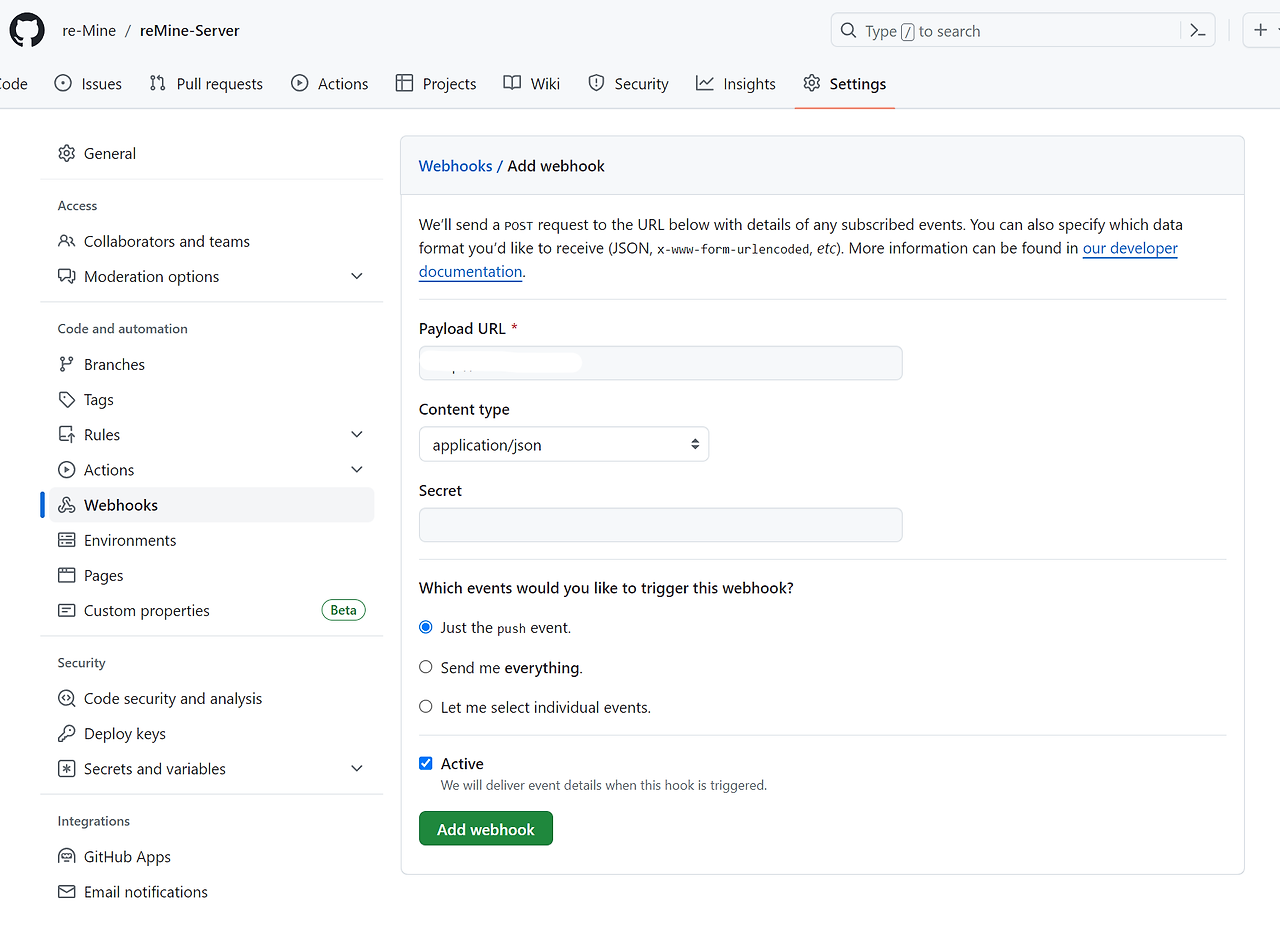 re-Mine / reMine-Server
Type / to search
Code Issues Pull requests Actions Projects Wiki Security Insights Settings
General
Access
Collaborators and teams
Moderation options
Code and automation
Branches
Tags
Rules
Actions
Webhooks
Environments
Pages
Custom properties Beta
Security
Code security and analysis
Deploy keys
Secrets and variables
Integrations
GitHub Apps
Email notifications
Webhooks / Add webhook
We'll send a POST request to the URL below with details of any subscribed events. You can also specify which data
format you'd like to receive (JSON, x-www-form-urlencoded, etc). More information can be found in our developer
documentation.
Payload URL *
Content type
application/json
Secret
Which events would you like to trigger this webhook?
Just the push event.
Send me everything.
Let me select individual events.
Active
We will deliver event details when this hook is triggered.
Add webhook